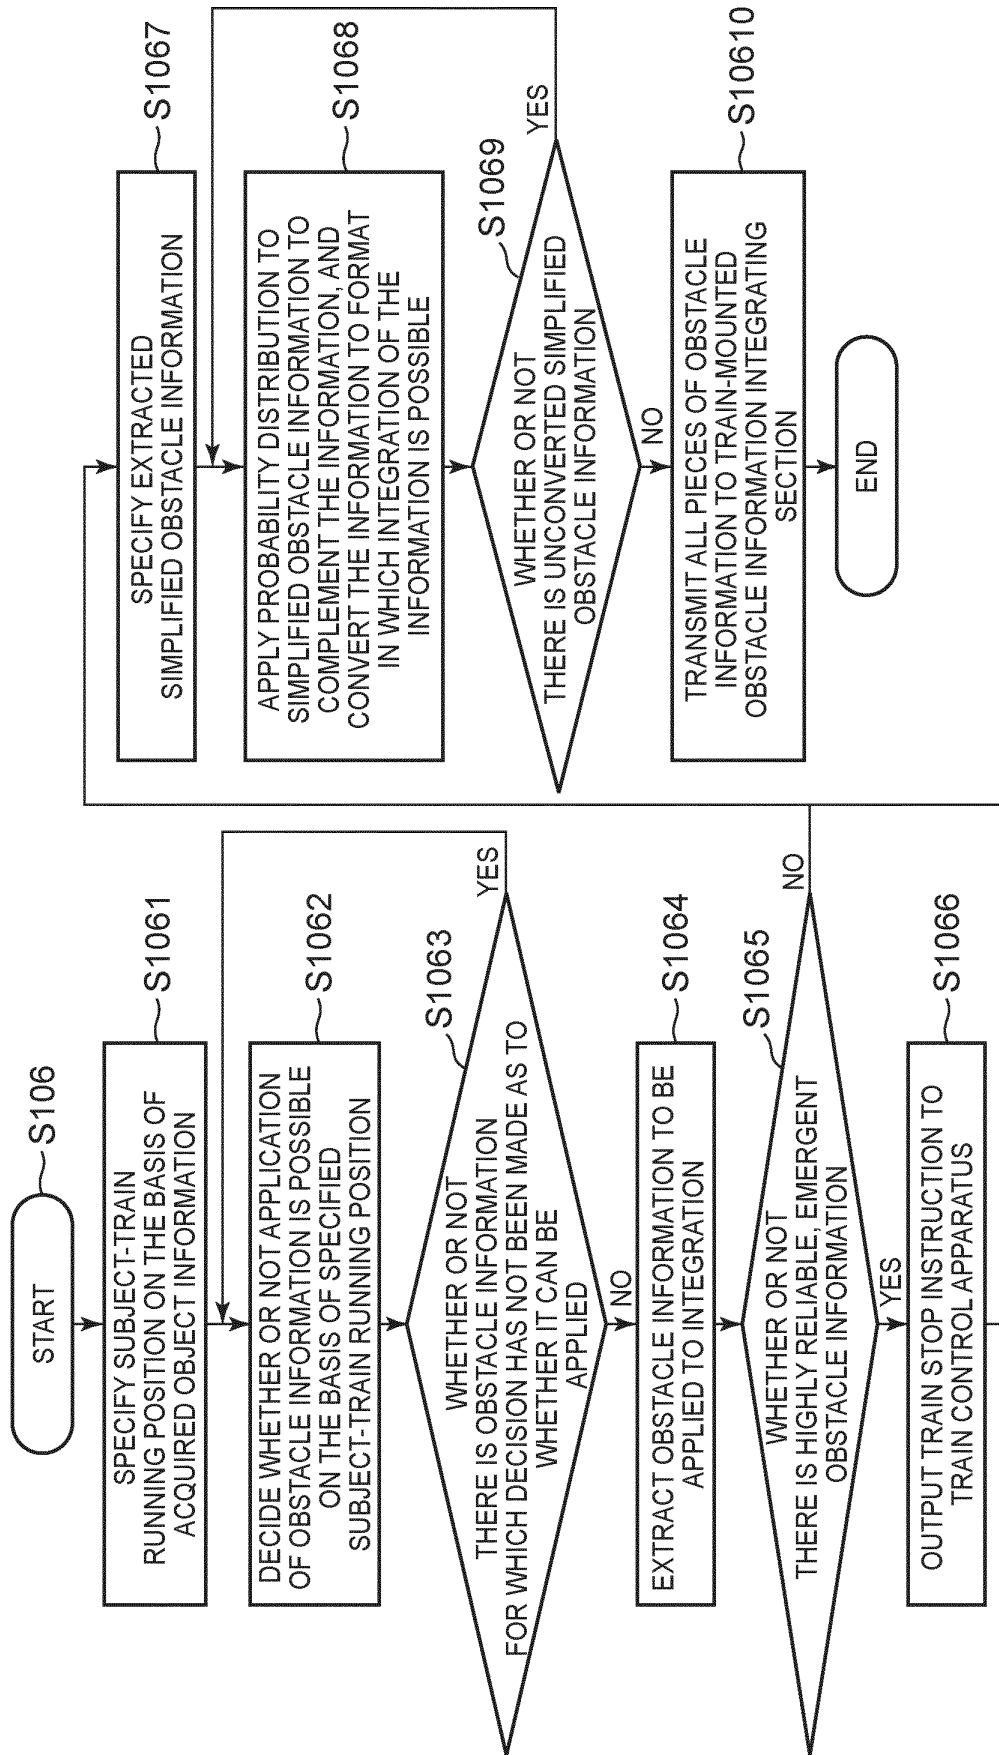 START
S106
SPECIFY SUBJECT-TRAIN
RUNNING POSITION ON THE BASIS OF
ACQUIRED OBJECT INFORMATION
S1061
DECIDE WHETHER OR NOT APPLICATION
OF OBSTACLE INFORMATION IS POSSIBLE
ON THE BASIS OF SPECIFIED
SUBJECT-TRAIN RUNNING POSITION
S1062
WHETHER OR NOT
THERE IS OBSTACLE INFORMATION
FOR WHICH DECISION HAS NOT BEEN MADE AS TO
WHETHER IT CAN BE
APPLIED
S1063
YES
NO
EXTRACT OBSTACLE INFORMATION TO BE
APPLIED TO INTEGRATION
S1064
WHETHER OR NOT
THERE IS HIGHLY RELIABLE, EMERGENT
OBSTACLE INFORMATION
S1065
NO
YES
OUTPUT TRAIN STOP INSTRUCTION TO
TRAIN CONTROL APPARATUS
S1066
SPECIFY EXTRACTED
SIMPLIFIED OBSTACLE INFORMATION
S1067
APPLY PROBABILITY DISTRIBUTION TO
SIMPLIFIED OBSTACLE INFORMATION TO
COMPLEMENT THE INFORMATION, AND
CONVERT THE INFORMATION TO FORMAT
IN WHICH INTEGRATION OF THE
INFORMATION IS POSSIBLE
S1068
WHETHER OR NOT
THERE IS UNCONVERTED SIMPLIFIED
OBSTACLE INFORMATION
S1069
YES
NO
TRANSMIT ALL PIECES OF OBSTACLE
INFORMATION TO TRAIN-MOUNTED
OBSTACLE INFORMATION INTEGRATING
SECTION
S10610
END